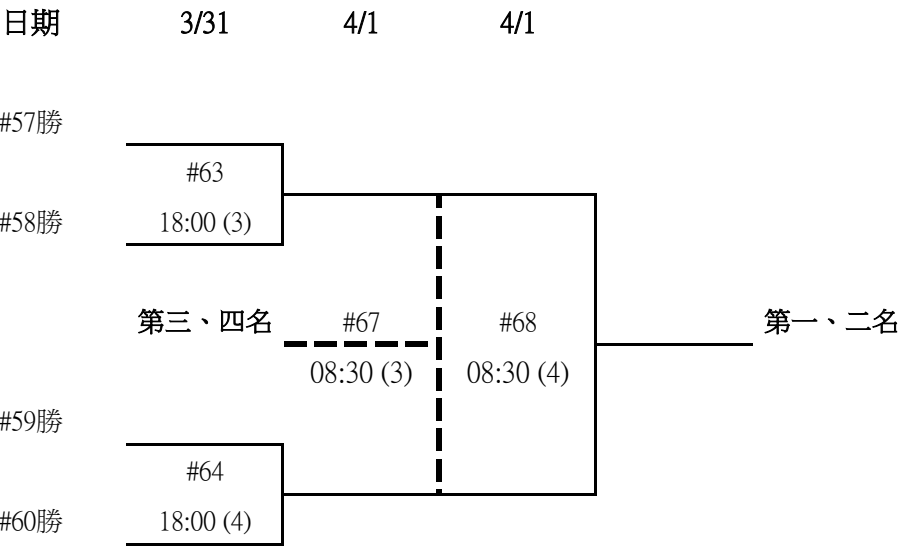 日期 3/31 4/1 4/1
#57勝
#63
#58勝 18:00 (3)
第三、四名 #67 #68 第一、二名
08:30 (3) 08:30 (4)
#59勝
#64
#60勝 18:00 (4)